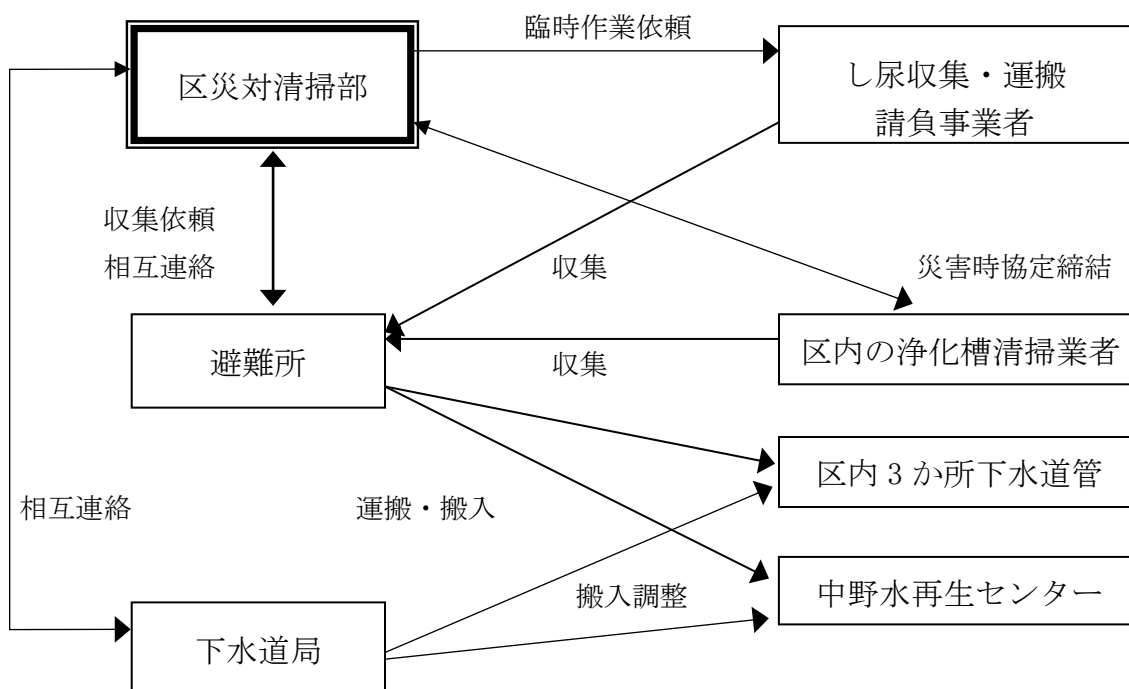 臨時作業依頼
区災対清掃部
し尿収集・運搬
請負事業者
収集依頼
相互連絡
収集
災害時協定締結
避難所
収集
区内の浄化槽清掃業者
区内3か所下水道管
相互連絡
運搬・搬入
搬入調整
中野水再生センター
下水道局